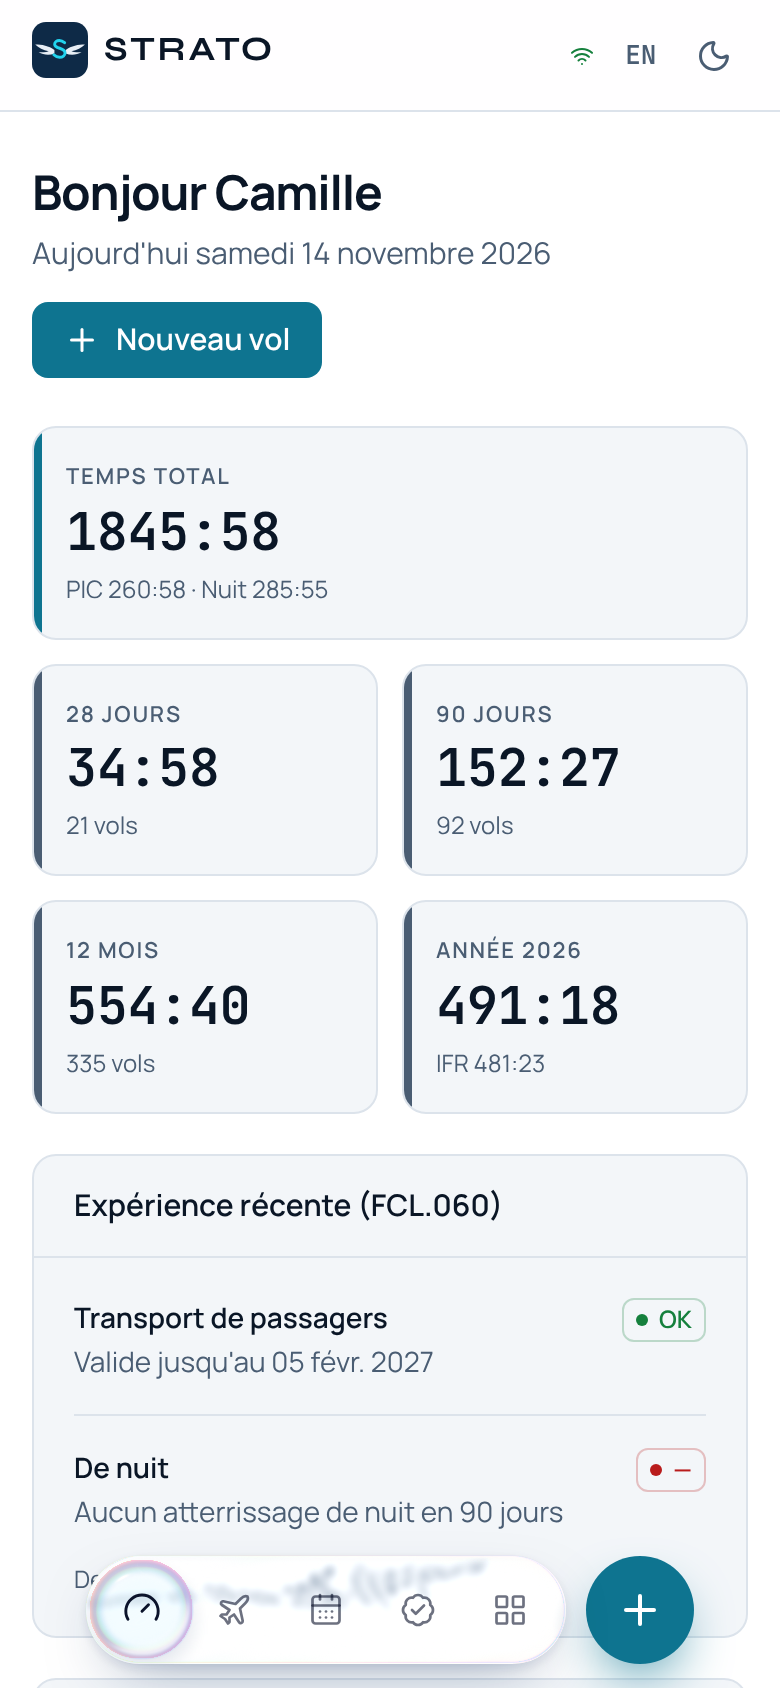 STRATO
EN
Bonjour Camille
Aujourd'hui samedi 14 novembre 2026
Nouveau vol
TEMPS TOTAL
1845:58
PIC 260:58 · Nuit 285:55
28 JOURS
34:58
21 vols
90 JOURS
152:27
92 vols
12 MOIS
554:40
335 vols
ANNÉE 2026
491:18
IFR 481:23
Expérience récente (FCL.060)
Transport de passagers
OK
Valide jusqu'au 05 févr. 2027
De nuit
—
Aucun atterrissage de nuit en 90 jours